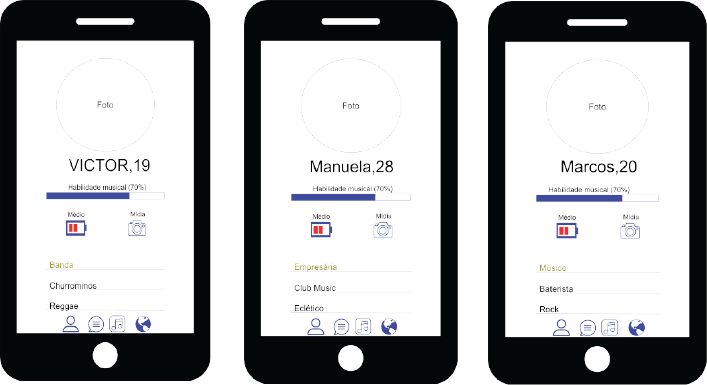 Foto
VICTOR,19
Habilidade musical (70%)
Médio Mídia
Banda
Churrominos
Reggae
Foto
Manuela,28
Habilidade musical (70%)
Médio Mídia
Empresària
Club Music
Eclético
Foto
Marcos,20
Habilidade musical (70%)
Médio Mídia
Músico
Baterista
Rock